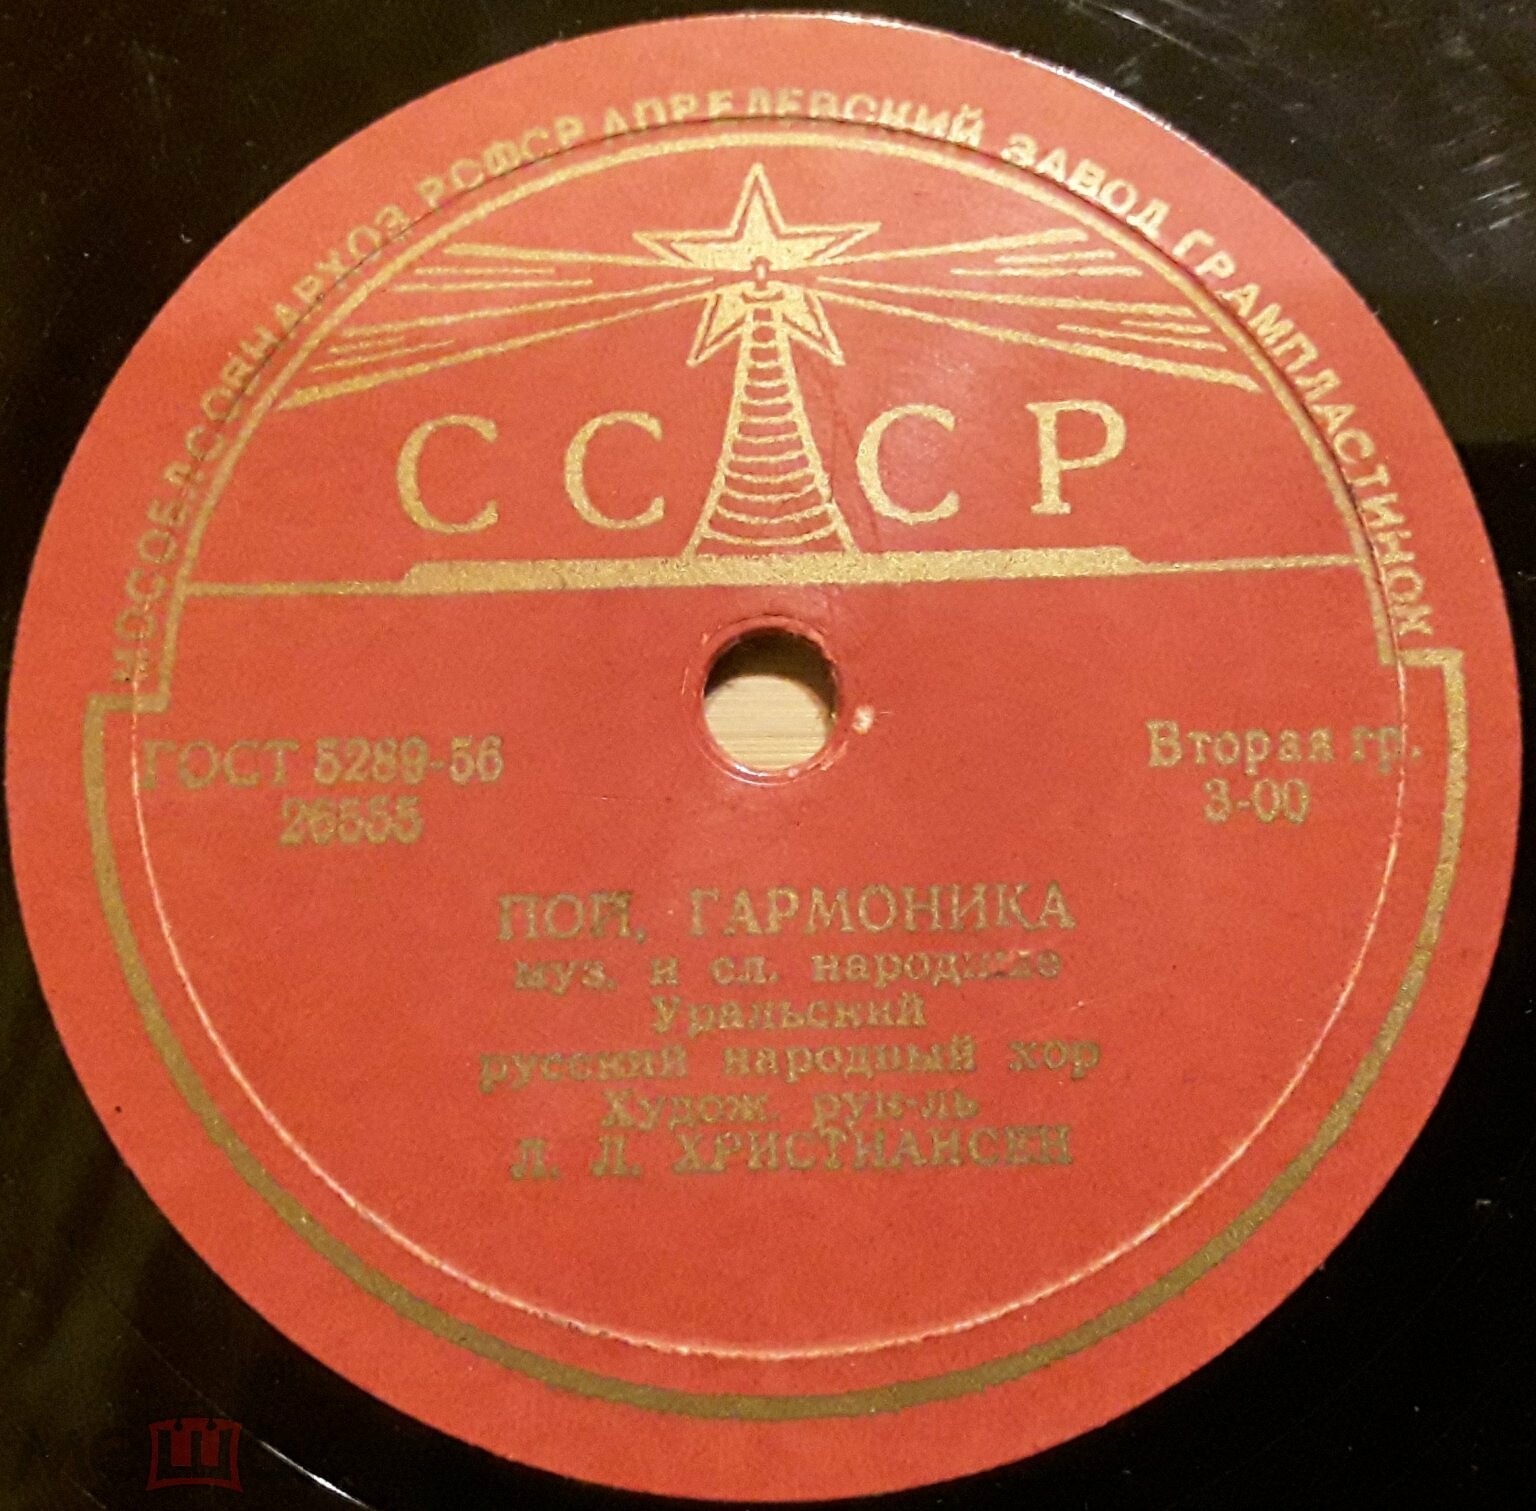 МОСОБЛСОВНАРХОЗ РСФСР АПРЕЛЕВСКИЙ ЗАВОД ГРАМПЛАСТИНОК
СССР
ГОСТ 5289-56
26555
Вторая гр.
3-00
ПОЙ, ГАРМОНИКА
муз. и сл. народные
Уральский
русский народный хор
Худож. рук-ль
Л. Л. ХРИСТИАНСЕН